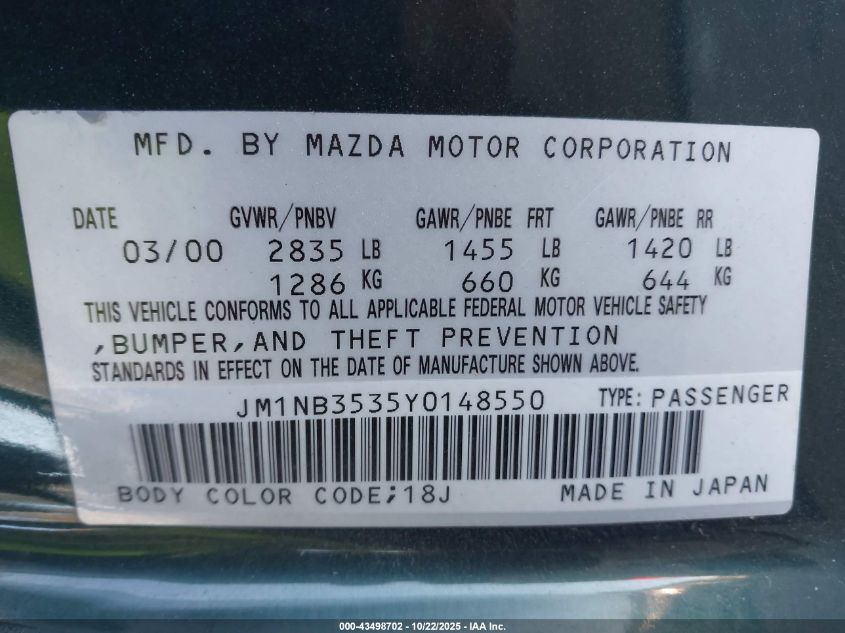 MFD. BY MAZDA MOTOR CORPORATION
DATE GVWR/PNBV GAWR/PNBE FRT GAWR/PNBE RR
03/00 2835 LB 1455 LB 1420 LB
1286 KG 660 KG 644 KG
THIS VEHICLE CONFORMS TO ALL APPLICABLE FEDERAL MOTOR VEHICLE SAFETY
,BUMPER,AND THEFT PREVENTION
STANDARDS IN EFFECT ON THE DATE OF MANUFACTURE SHOWN ABOVE.
JM1NB3535Y0148550 TYPE: PASSENGER
BODY COLOR CODE;18J MADE IN JAPAN
000-43498702 - 10/22/2025 - IAA Inc.